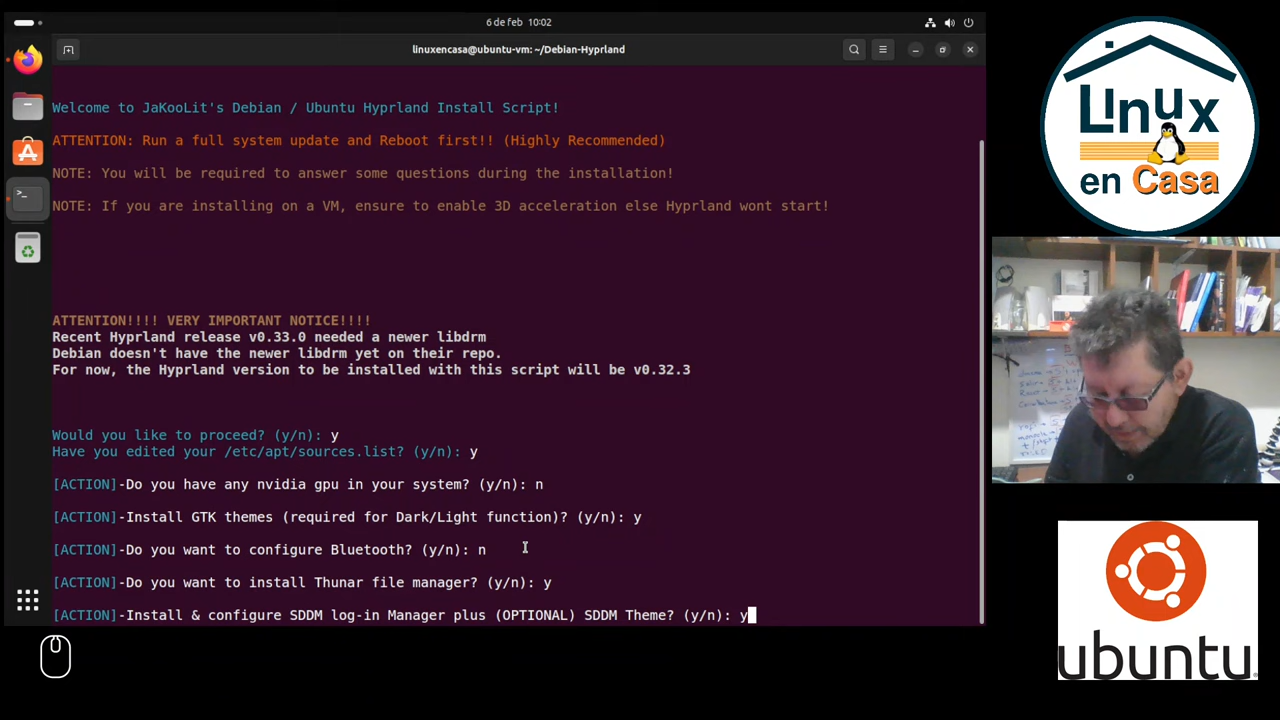 6 de feb 10:02
linuxencasa@ubuntu-vm: ~/Debian-Hyprland
Welcome to JaKooLit's Debian / Ubuntu Hyprland Install Script!
ATTENTION: Run a full system update and Reboot first!! (Highly Recommended)
NOTE: You will be required to answer some questions during the installation!
NOTE: If you are installing on a VM, ensure to enable 3D acceleration else Hyprland wont start!
ATTENTION!!!! VERY IMPORTANT NOTICE!!!!
Recent Hyprland release v0.33.0 needed a newer libdrm
Debian doesn't have the newer libdrm yet on their repo.
For now, the Hyprland version to be installed with this script will be v0.32.3
Would you like to proceed? (y/n): y
Have you edited your /etc/apt/sources.list? (y/n): y
[ACTION]-Do you have any nvidia gpu in your system? (y/n): n
[ACTION]-Install GTK themes (required for Dark/Light function)? (y/n): y
[ACTION]-Do you want to configure Bluetooth? (y/n): n
[ACTION]-Do you want to install Thunar file manager? (y/n): y
[ACTION]-Install & configure SDDM log-in Manager plus (OPTIONAL) SDDM Theme? (y/n): y
Linux
en Casa
ubuntu